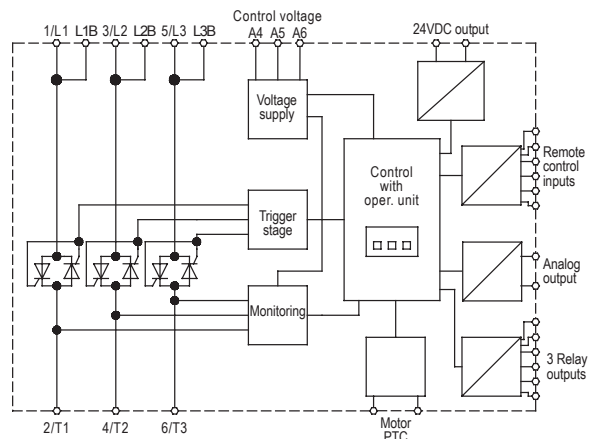 Control voltage
1/L1 L1B 3/L2 L2B 5/L3 L3B A4 A5 A6 24VDC output
Voltage
supply
Control
with
oper. unit
Remote
control
inputs
Trigger
stage
Analog
output
Monitoring
3 Relay
outputs
2/T1 4/T2 6/T3 Motor
PTC